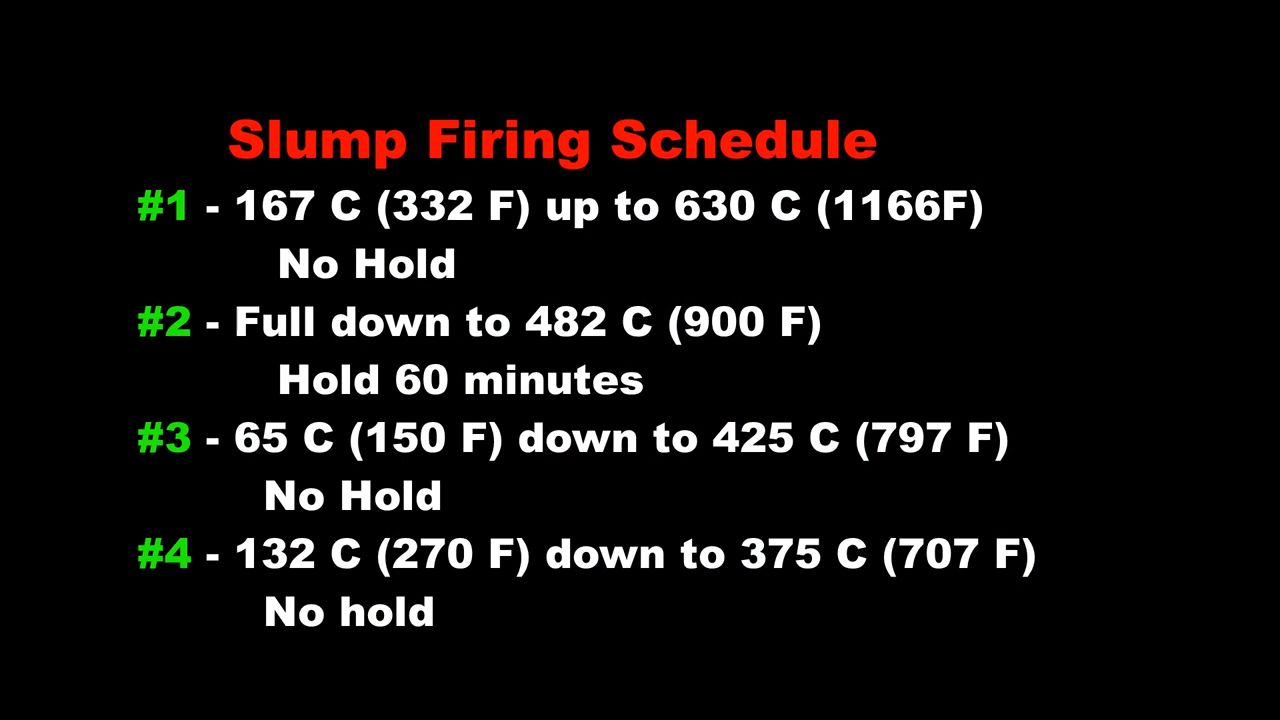 Slump Firing Schedule
#1 - 167 C (332 F) up to 630 C (1166F)
No Hold
#2 - Full down to 482 C (900 F)
Hold 60 minutes
#3 - 65 C (150 F) down to 425 C (797 F)
No Hold
#4 - 132 C (270 F) down to 375 C (707 F)
No hold